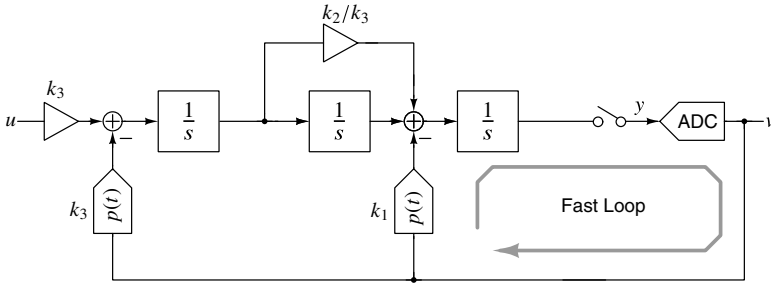 k₂/k₃
k₃
u
1/s
1/s
1/s
y
ADC
v
k₃
p(t)
k₁
p(t)
Fast Loop